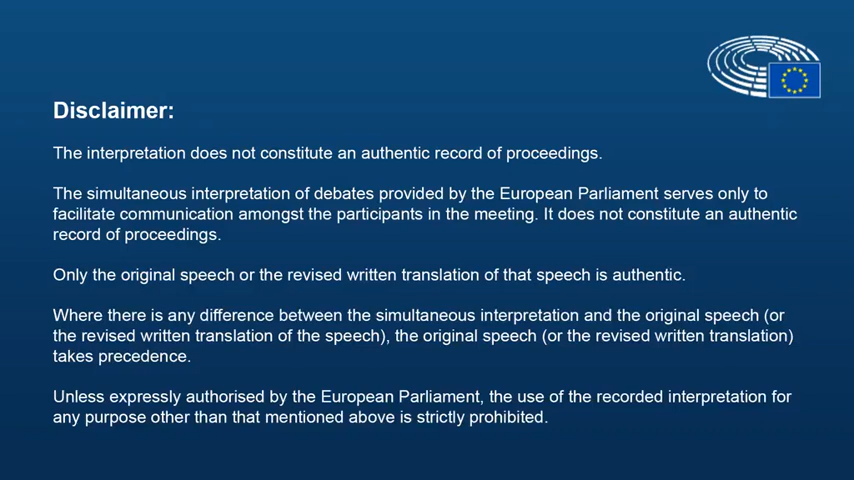 Disclaimer:
The interpretation does not constitute an authentic record of proceedings.
The simultaneous interpretation of debates provided by the European Parliament serves only to
facilitate communication amongst the participants in the meeting. It does not constitute an authentic
record of proceedings.
Only the original speech or the revised written translation of that speech is authentic.
Where there is any difference between the simultaneous interpretation and the original speech (or
the revised written translation of the speech), the original speech (or the revised written translation)
takes precedence.
Unless expressly authorised by the European Parliament, the use of the recorded interpretation for
any purpose other than that mentioned above is strictly prohibited.